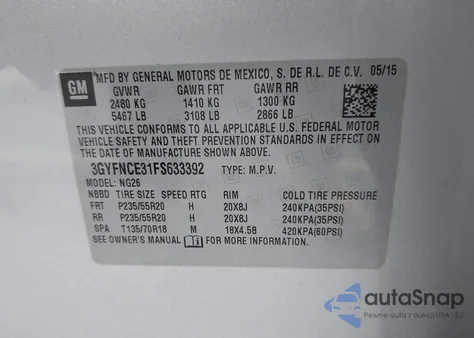 GM
MFD BY GENERAL MOTORS DE MEXICO, S. DE R.L. DE C.V. 05/15
GVWR GAWR FRT GAWR RR
2480 KG 1410 KG 1300 KG
5467 LB 3108 LB 2866 LB
THIS VEHICLE CONFORMS TO ALL APPLICABLE U.S. FEDERAL MOTOR
VEHICLE SAFETY AND THEFT PREVENTION STANDARDS IN EFFECT ON
THE DATE OF MANUFACTURE SHOWN ABOVE.
3GYFNCE31FS633392 TYPE: M.P.V.
MODEL: NG26
NBDD TIRE SIZE SPEED RTG RIM COLD TIRE PRESSURE
FRT P235/55R20 H 20X8J 240KPA(35PSI)
RR P235/55R20 H 20X8J 240KPA(35PSI)
SPA T135/70R18 M 18X4.5B 420KPA(60PSI)
SEE OWNER'S MANUAL FOR MORE INFORMATION
autoSnap